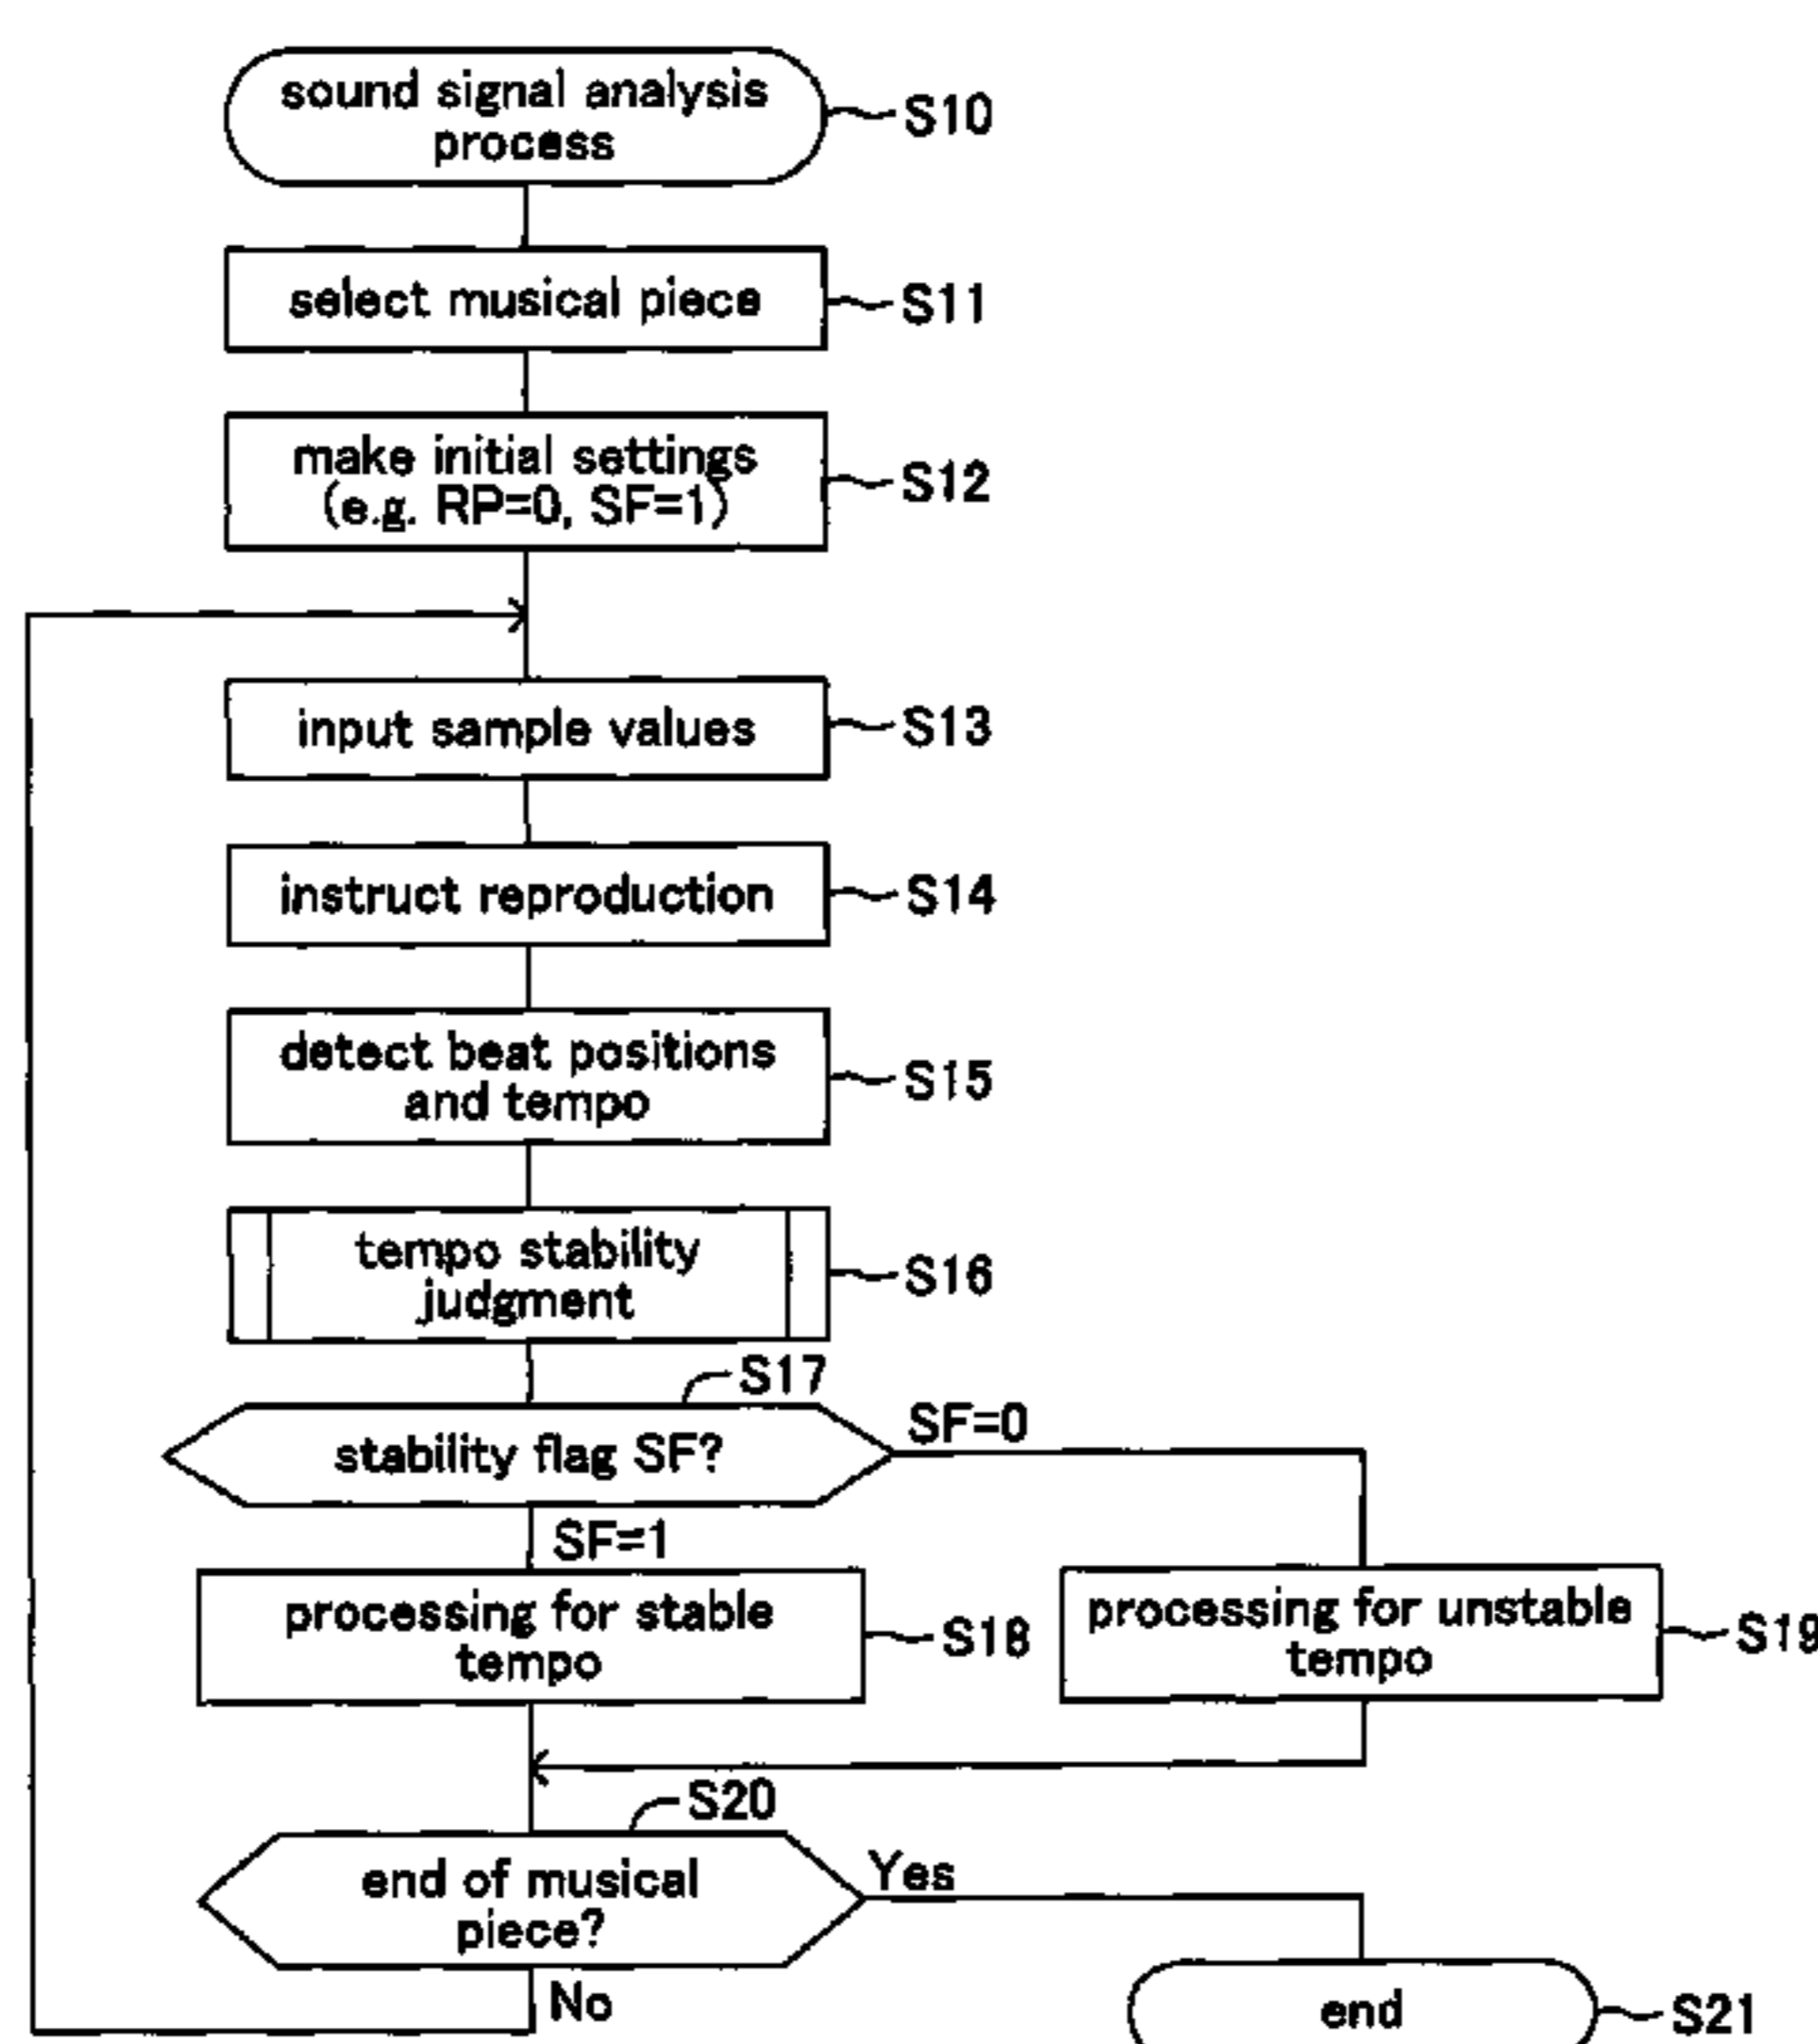 sound signal analysis
process
S10
select musical piece
S11
make initial settings
(e.g. RP=0, SF=1)
S12
input sample values
S13
instruct reproduction
S14
detect beat positions
and tempo
S15
tempo stability
judgment
S16
S17
stability flag SF?
SF=0
SF=1
processing for stable
tempo
S18
processing for unstable
tempo
S19
S20
end of musical
piece?
Yes
No
end
S21